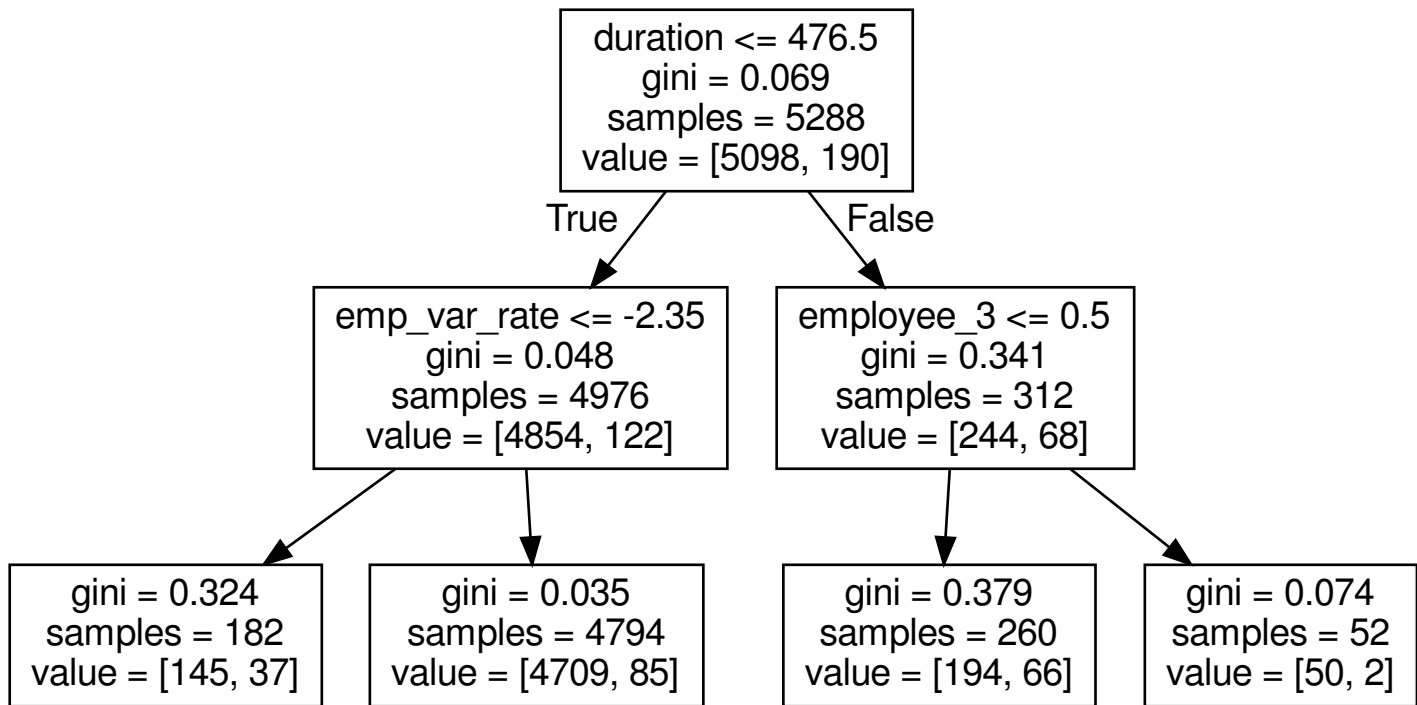 duration <= 476.5
gini = 0.069
samples = 5288
value = [5098, 190]
True
False
emp_var_rate <= -2.35
gini = 0.048
samples = 4976
value = [4854, 122]
employee_3 <= 0.5
gini = 0.341
samples = 312
value = [244, 68]
gini = 0.324
samples = 182
value = [145, 37]
gini = 0.035
samples = 4794
value = [4709, 85]
gini = 0.379
samples = 260
value = [194, 66]
gini = 0.074
samples = 52
value = [50, 2]